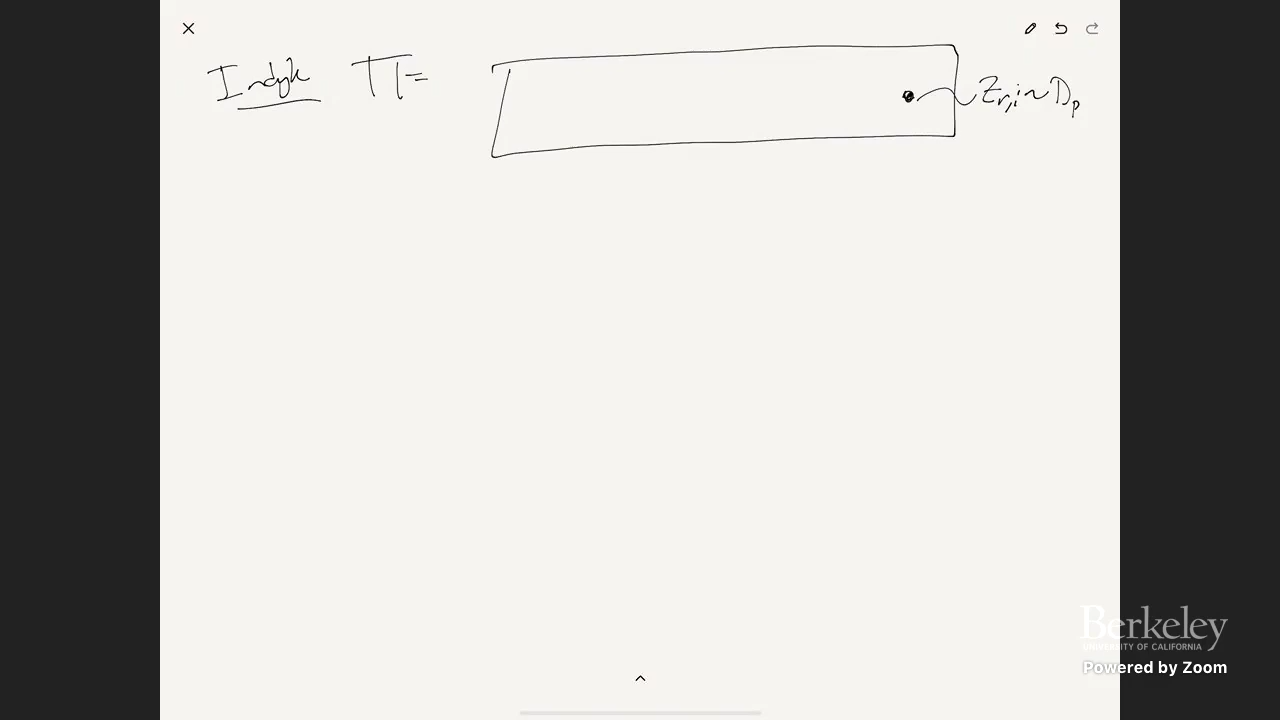 Indyk Π = Z_{r,i} ~ D_p
Berkeley
UNIVERSITY OF CALIFORNIA
Powered by Zoom